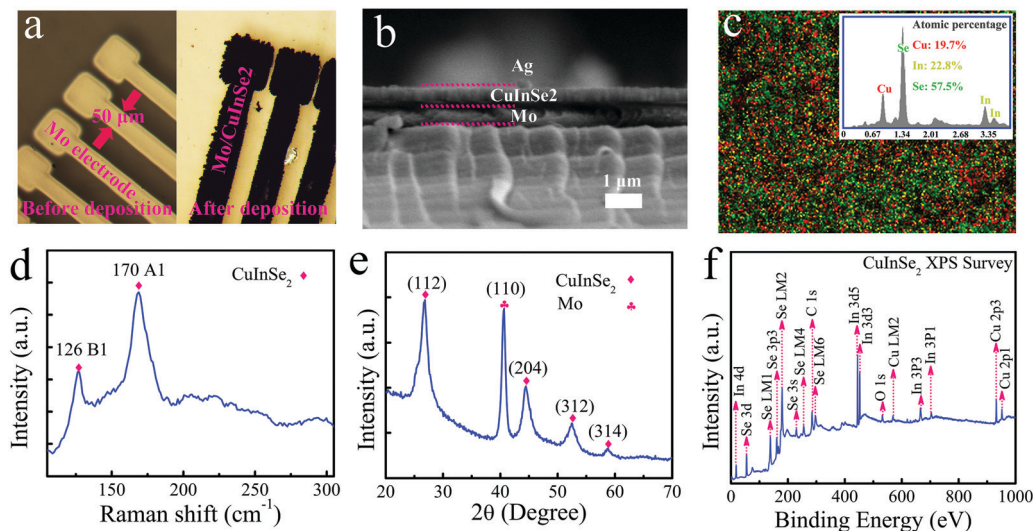 a
50 μm
Mo electrode
Before deposition
Mo/CuInSe2
After deposition
b
Ag
CuInSe2
Mo
1 μm
c
Atomic percentage
Cu: 19.7%
In: 22.8%
Se: 57.5%
Se
Cu
In
In
0.00 0.67 1.34 2.01 2.68 3.35
d
CuInSe₂
170 A1
126 B1
Intensity (a.u.)
150 200 250 300
Raman shift (cm⁻¹)
e
CuInSe₂
Mo
(112)
(110)
(204)
(312)
(314)
Intensity (a.u.)
20 30 40 50 60 70
2θ (Degree)
f
CuInSe₂ XPS Survey
In 4d
Se 3d
Se LM1
Se 3p3
Se LM2
Se 3s
Se LM4
C 1s
Se LM6
In 3d5
In 3d3
O 1s
Cu LM2
In 3P3
In 3P1
Cu 2p3
Cu 2p1
Intensity (a.u.)
0 200 400 600 800 1000
Binding Energy (eV)